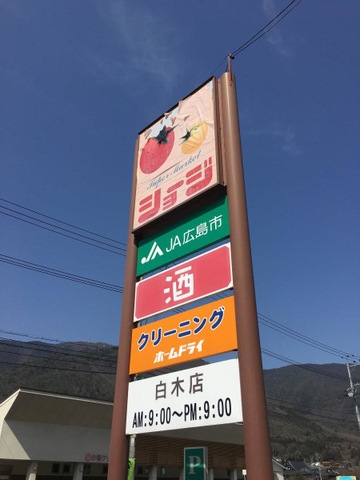 Super Market
ショージ
JA JA広島市
酒
クリーニング
ホームドライ
白木店
AM:9:00～PM:9:00
P